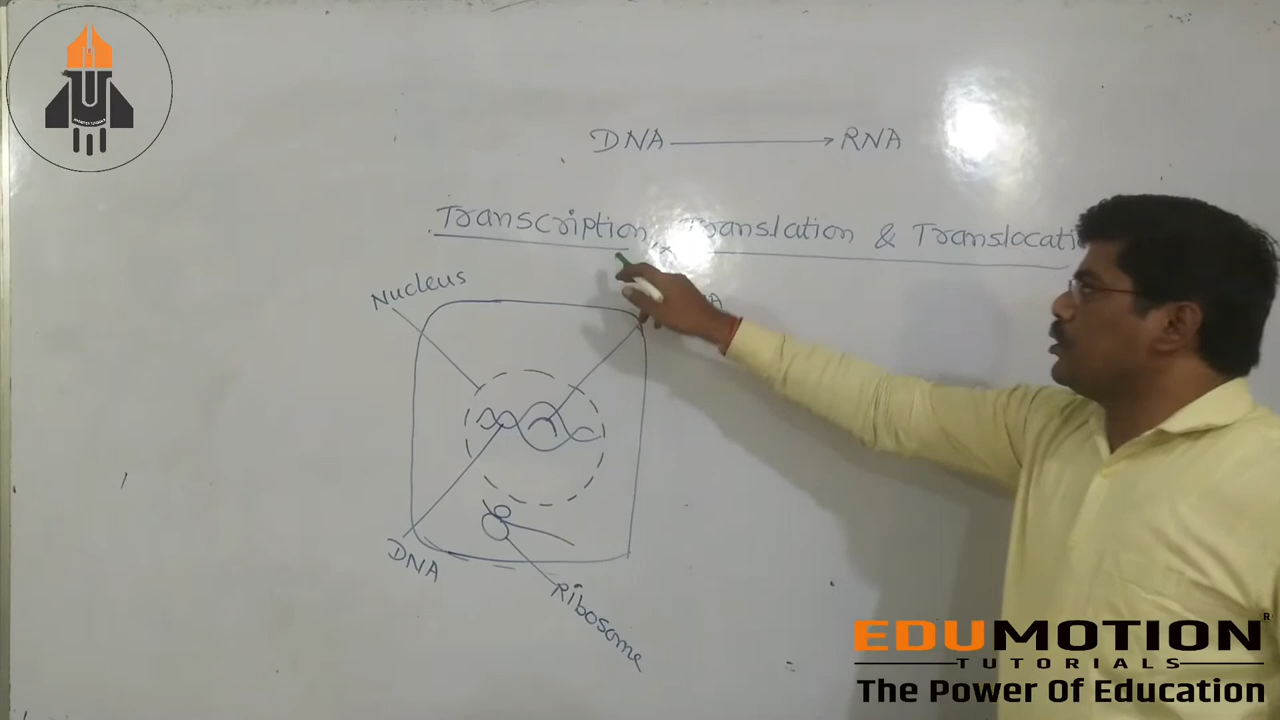 DNA → RNA
Transcription, Translation & Translocati
Nucleus
DNA
Ribosome
EDUMOTION ®
TUTORIALS
The Power Of Education